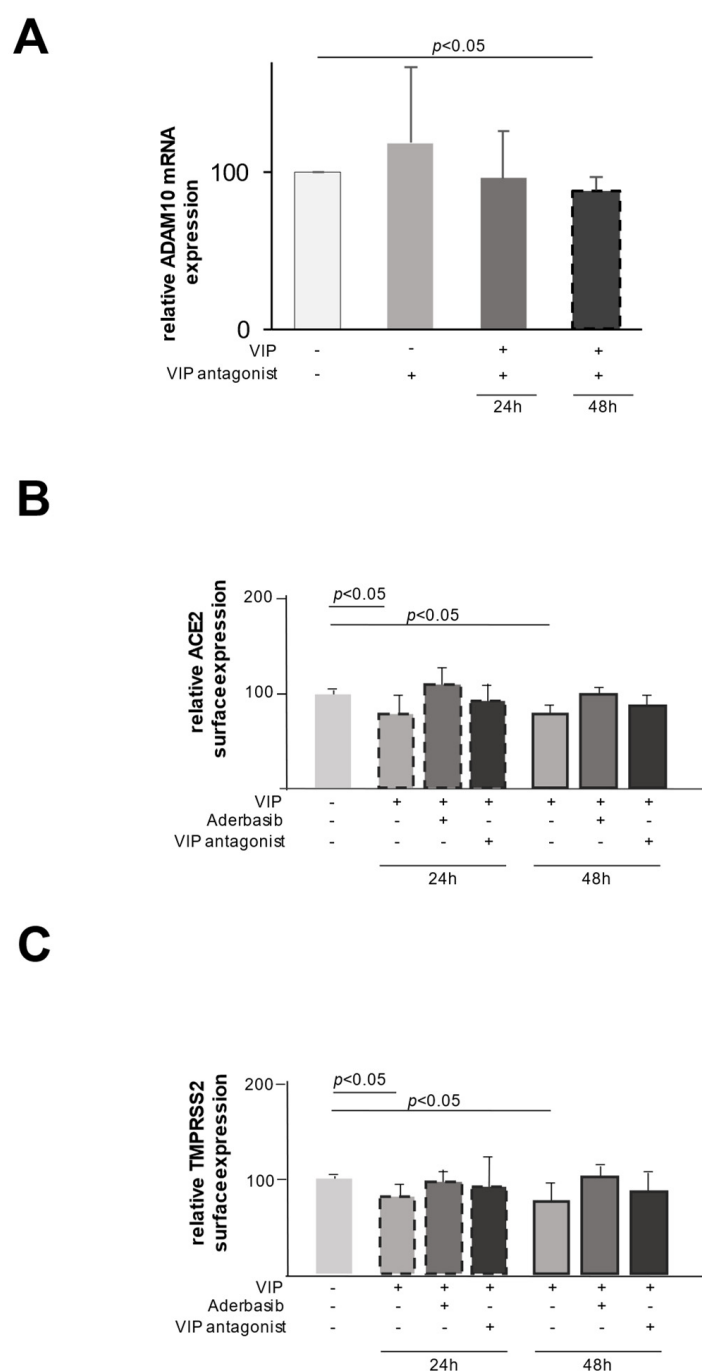 A
p<0.05
relative ADAM10 mRNA
expression
100
0
VIP - - + +
VIP antagonist - + + +
24h 48h
B
relative ACE2
surfaceexpression
200
p<0.05
p<0.05
100
VIP - + + + + + +
Aderbasib - - + - - + -
VIP antagonist - - - + - - +
24h 48h
C
relative TMPRSS2
surfaceexpression
200
p<0.05
p<0.05
100
VIP - + + + + + +
Aderbasib - - + - - + -
VIP antagonist - - - + - - +
24h 48h